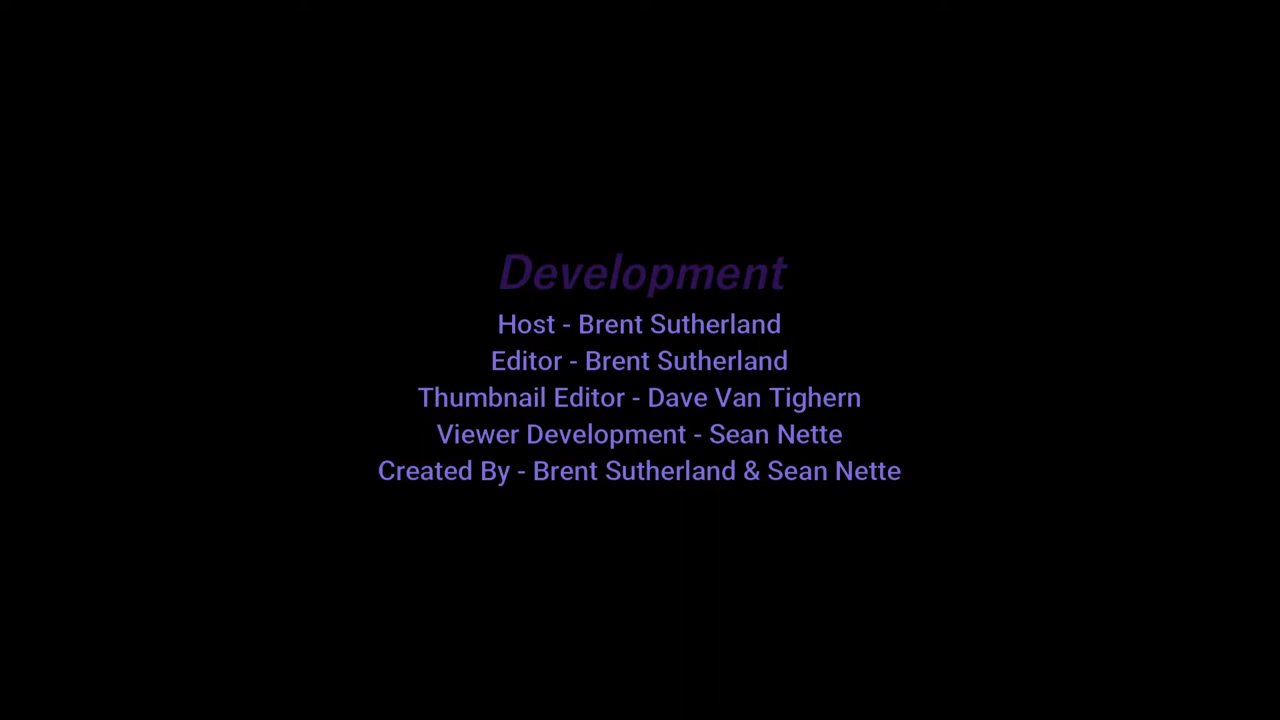 Development
Host - Brent Sutherland
Editor - Brent Sutherland
Thumbnail Editor - Dave Van Tighern
Viewer Development - Sean Nette
Created By - Brent Sutherland & Sean Nette